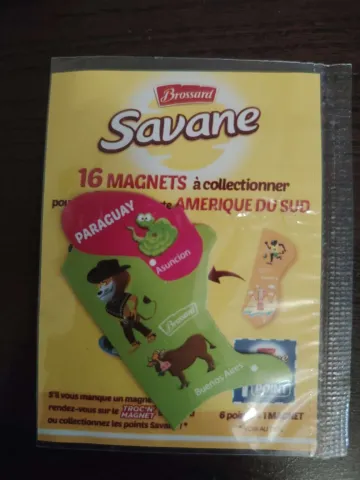 Brossard
Savane
16 MAGNETS à collectionner
AMERIQUE DU SUD
PARAGUAY
Asuncion
Brossard
Buenos Aires
S'il vous manque un magnet
rendez-vous sur le TROC'N'
MAGNET
ou collectionnez les points Savane ! *
6 1 MAGNET
POINT